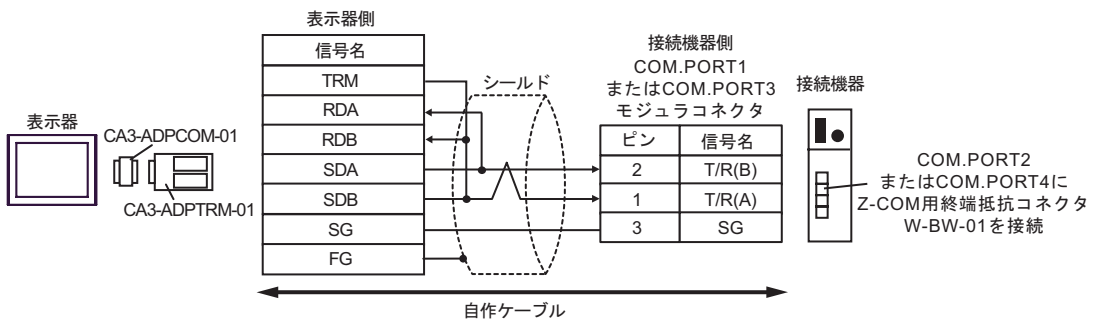 表示器側
信号名
TRM
RDA
RDB
SDA
SDB
SG
FG
シールド
接続機器側
COM.PORT1
またはCOM.PORT3
モジュラコネクタ
ピン 信号名
2 T/R(B)
1 T/R(A)
3 SG
接続機器
表示器
CA3-ADPCOM-01
CA3-ADPTRM-01
COM.PORT2
またはCOM.PORT4に
Z-COM用終端抵抗コネクタ
W-BW-01を接続
自作ケーブル